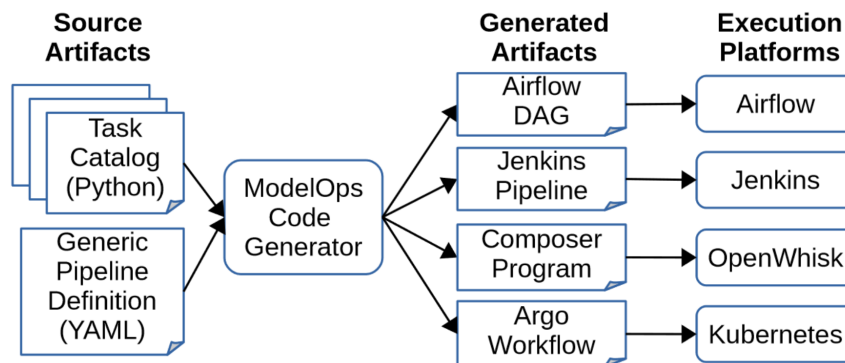 Source
Artifacts
Generated
Artifacts
Execution
Platforms
Task
Catalog
(Python)
Generic
Pipeline
Definition
(YAML)
ModelOps
Code
Generator
Airflow
DAG
Jenkins
Pipeline
Composer
Program
Argo
Workflow
Airflow
Jenkins
OpenWhisk
Kubernetes